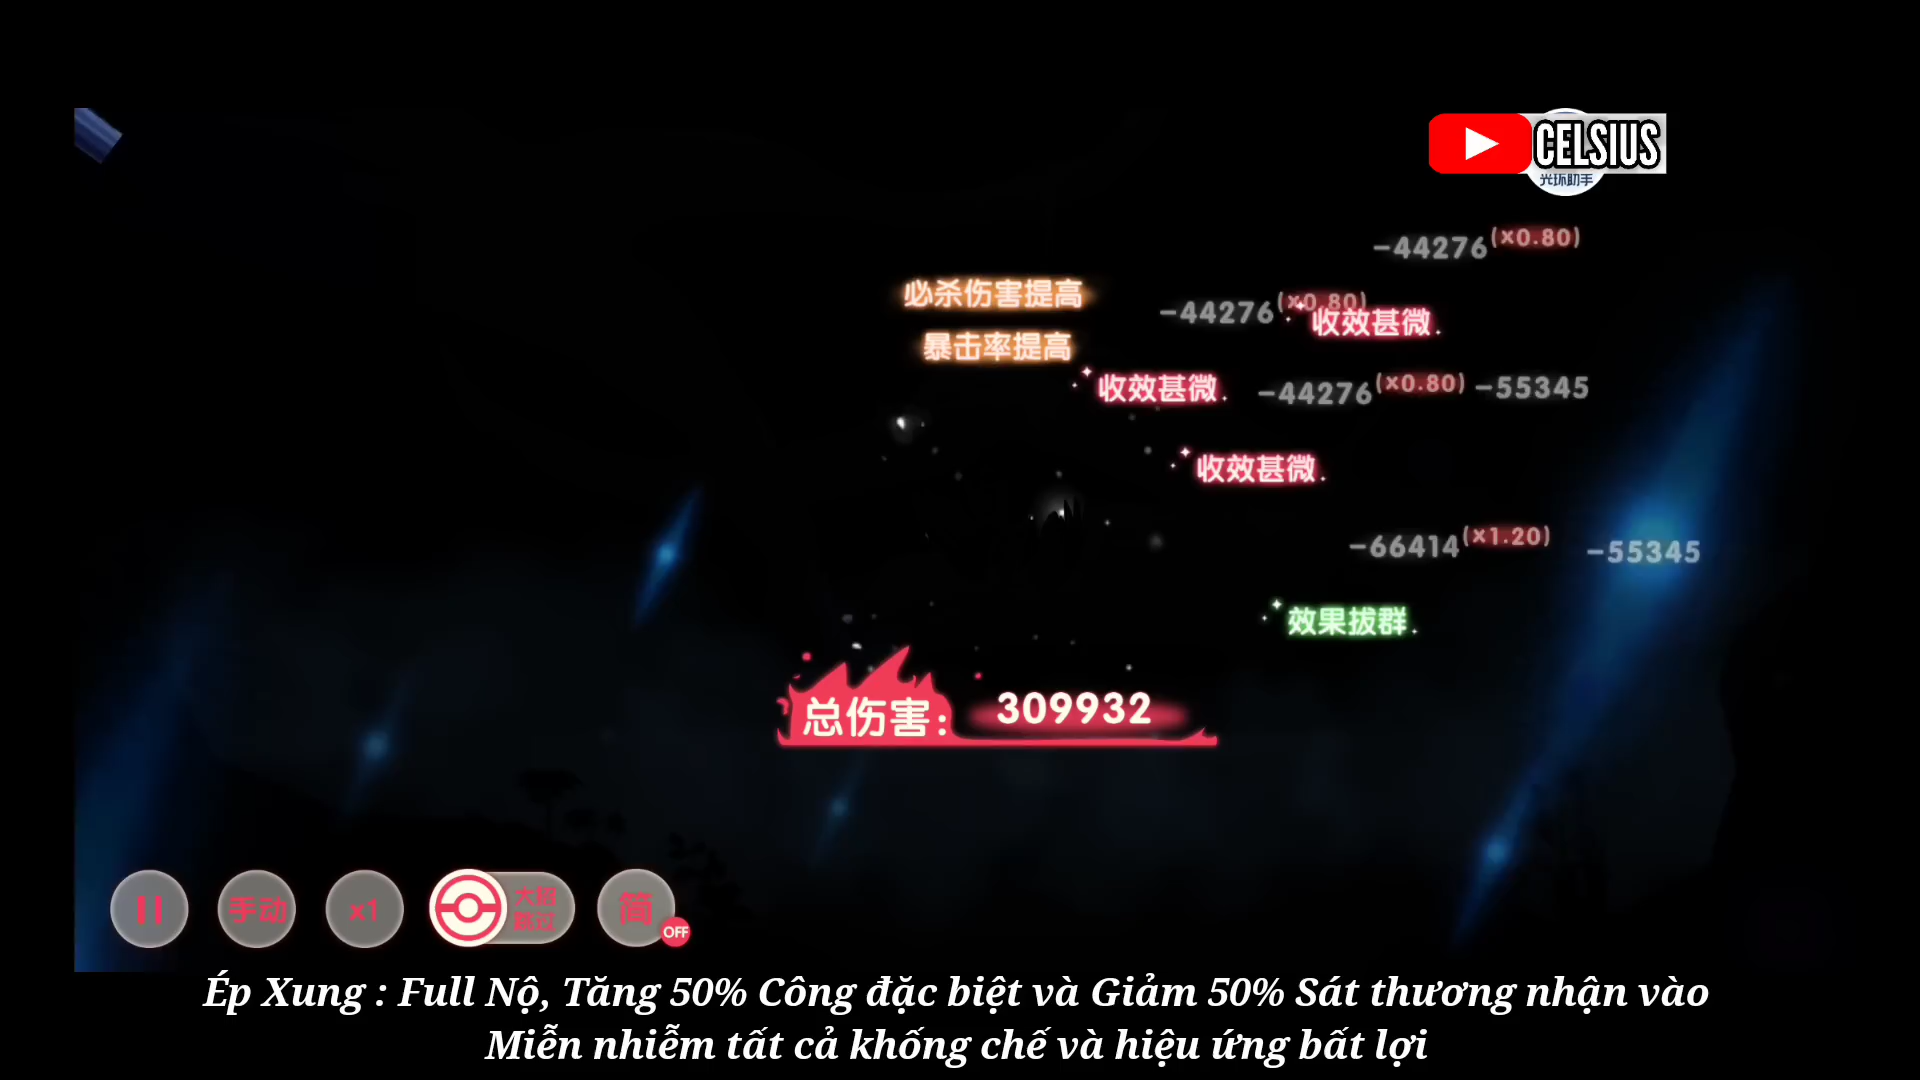 CELSIUS
光环助手
-44276(×0.80)
必杀伤害提高
-44276(×0.80)
收效甚微
暴击率提高
收效甚微
-44276(×0.80)
-55345
收效甚微
-66414(×1.20)
-55345
效果拔群
总伤害: 309932
手动
x1
大招
跳过
简
OFF
Ép Xung : Full Nộ, Tăng 50% Công đặc biệt và Giảm 50% Sát thương nhận vào
Miễn nhiễm tất cả khống chế và hiệu ứng bất lợi